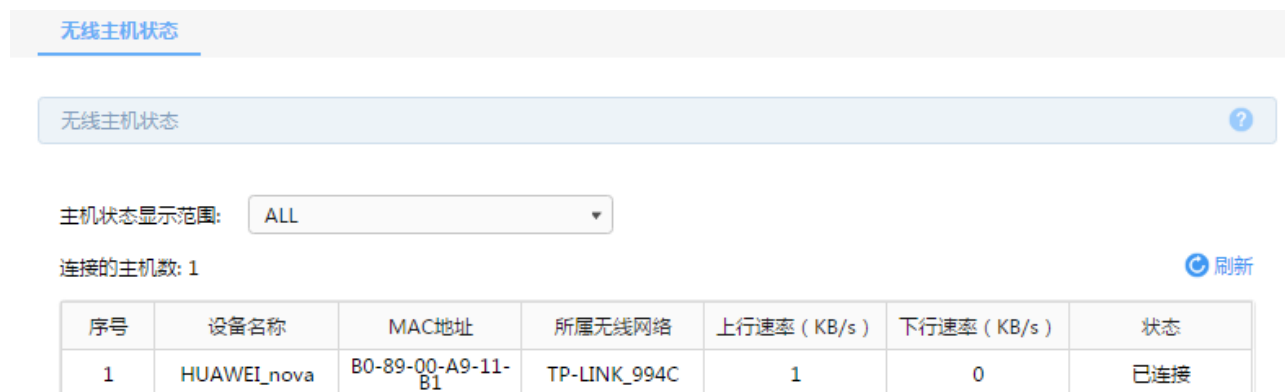 无线主机状态
无线主机状态
?
主机状态显示范围: ALL
连接的主机数: 1
刷新
序号 设备名称 MAC地址 所属无线网络 上行速率（KB/s） 下行速率（KB/s） 状态
1 HUAWEI_nova B0-89-00-A9-11-B1 TP-LINK_994C 1 0 已连接